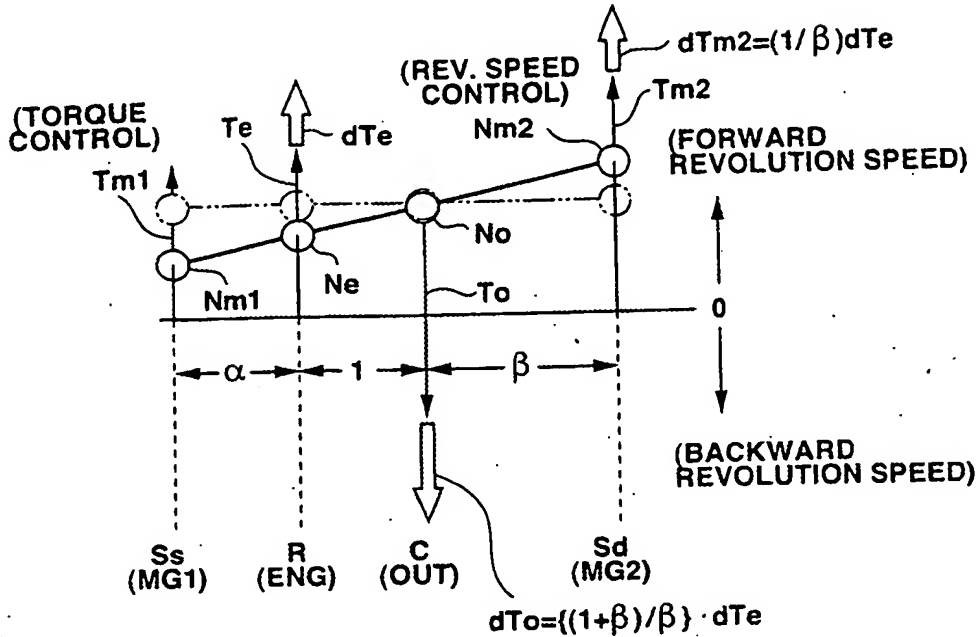 dTm2=(1/β)dTe
(REV. SPEED
CONTROL)
Tm2
(TORQUE
CONTROL)
Te
dTe
Nm2
(FORWARD
REVOLUTION SPEED)
Tm1
No
Ne
Nm1
To
0
α
1
β
(BACKWARD
REVOLUTION SPEED)
Ss
(MG1)
R
(ENG)
C
(OUT)
Sd
(MG2)
dTo={(1+β)/β}·dTe